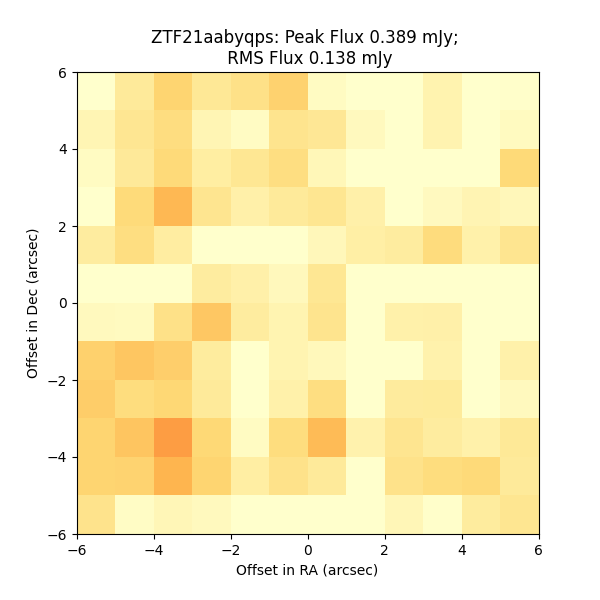 ZTF21aabyqps: Peak Flux 0.389 mJy;
RMS Flux 0.138 mJy
6
4
2
0
−2
−4
−6
Offset in Dec (arcsec)
−6 −4 −2 0 2 4 6
Offset in RA (arcsec)